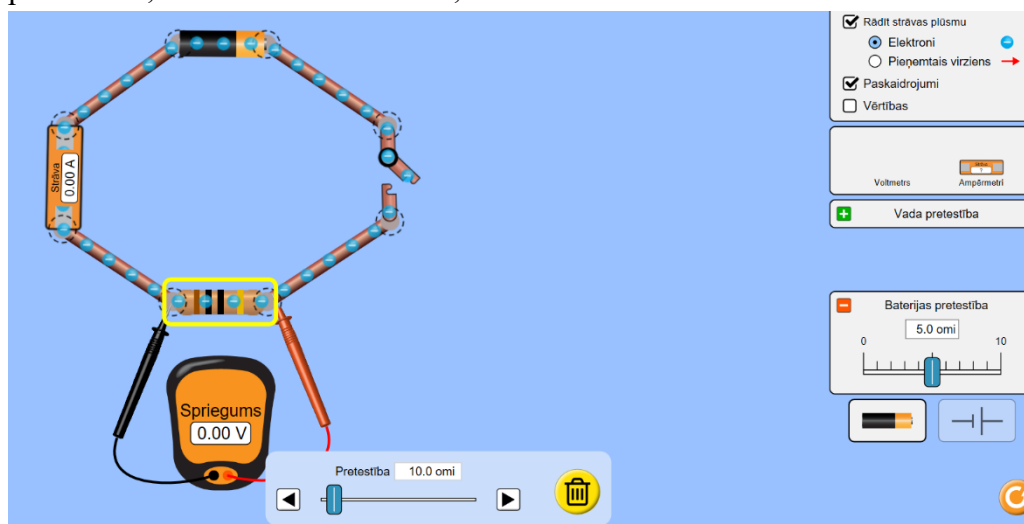 Rādīt strāvas plūsmu
Elektroni
Pieņemtais virziens
Paskaidrojumi
Vērtības
Strāva
0.00 A
Strāva
?
Voltmetrs
Ampērmetri
Vada pretestība
Baterijas pretestība
5.0 omi
0
10
Spriegums
0.00 V
Pretestība
10.0 omi